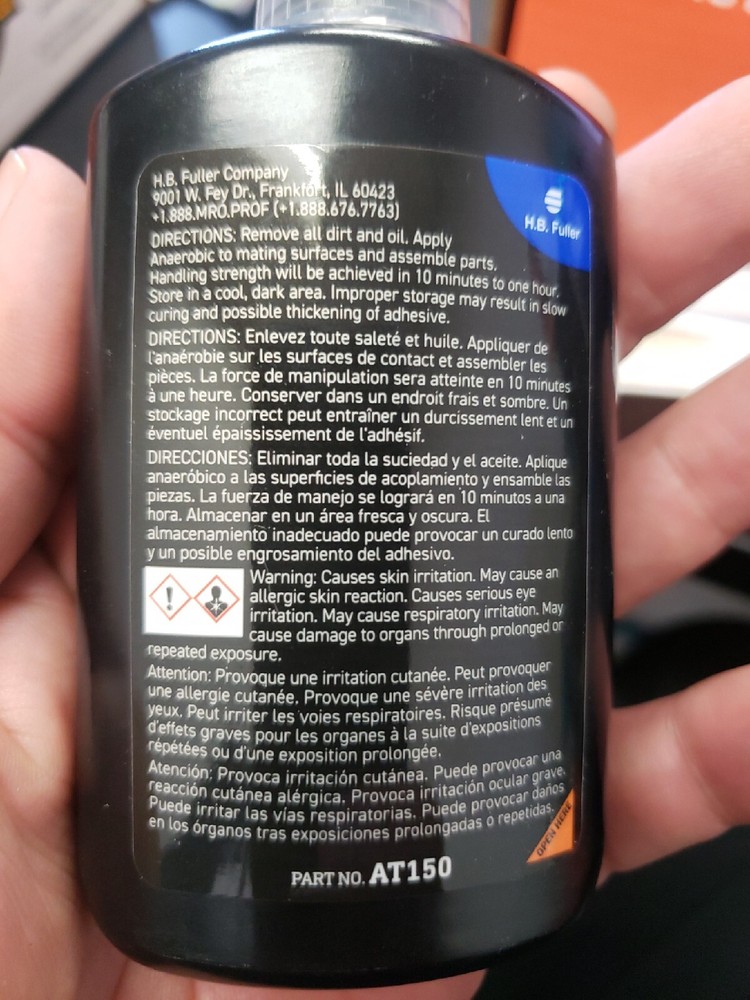 H.B. Fuller Company
9001 W. Fey Dr., Frankfort, IL 60423
+1.888.MRO.PROF (+1.888.676.7763)
H.B. Fuller
DIRECTIONS: Remove all dirt and oil. Apply
Anaerobic to mating surfaces and assemble parts.
Handling strength will be achieved in 10 minutes to one hour.
Store in a cool, dark area. Improper storage may result in slow
curing and possible thickening of adhesive.
DIRECTIONS: Enlevez toute saleté et huile. Appliquer de
l'anaérobie sur les surfaces de contact et assembler les
pièces. La force de manipulation sera atteinte en 10 minutes
à une heure. Conserver dans un endroit frais et sombre. Un
stockage incorrect peut entraîner un durcissement lent et un
éventuel épaississement de l'adhésif.
DIRECCIONES: Eliminar toda la suciedad y el aceite. Aplique
anaeróbico a las superficies de acoplamiento y ensamble las
piezas. La fuerza de manejo se logrará en 10 minutos a una
hora. Almacenar en un área fresca y oscura. El
almacenamiento inadecuado puede provocar un curado lento
y un posible engrosamiento del adhesivo.
Warning: Causes skin irritation. May cause an
allergic skin reaction. Causes serious eye
irritation. May cause respiratory irritation. May
cause damage to organs through prolonged or
repeated exposure.
Attention: Provoque une irritation cutanée. Peut provoquer
une allergie cutanée. Provoque une sévère irritation des
yeux. Peut irriter les voies respiratoires. Risque présumé
d'effets graves pour les organes à la suite d'expositions
répétées ou d'une exposition prolongée.
Atención: Provoca irritación cutánea. Puede provocar una
reacción cutánea alérgica. Provoca irritación ocular grave.
Puede irritar las vías respiratorias. Puede provocar daños
en los órganos tras exposiciones prolongadas o repetidas.
OPEN HERE
PART NO. AT150